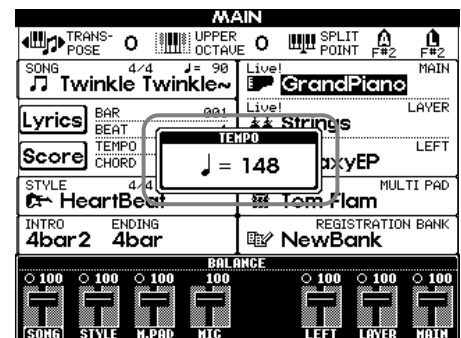 MAIN
TRANS-POSE 0 UPPER OCTAVE 0 SPLIT POINT A F#2 L F#2
SONG 4/4 ♩= 90 Live! MAIN
Twinkle Twinkle~ GrandPiano
Lyrics BAR 001 Live! LAYER
BEAT Strings
TEMPO
TEMPO LEFT
Score CHORD ♩ = 148
STYLE 4/4 MULTI PAD
HeartBeat Tom Flam
INTRO ENDING REGISTRATION BANK
4bar2 4bar NewBank
BALANCE
100 100 100 100 100 100 100
SONG STYLE M.PAD MIC LEFT LAYER MAIN